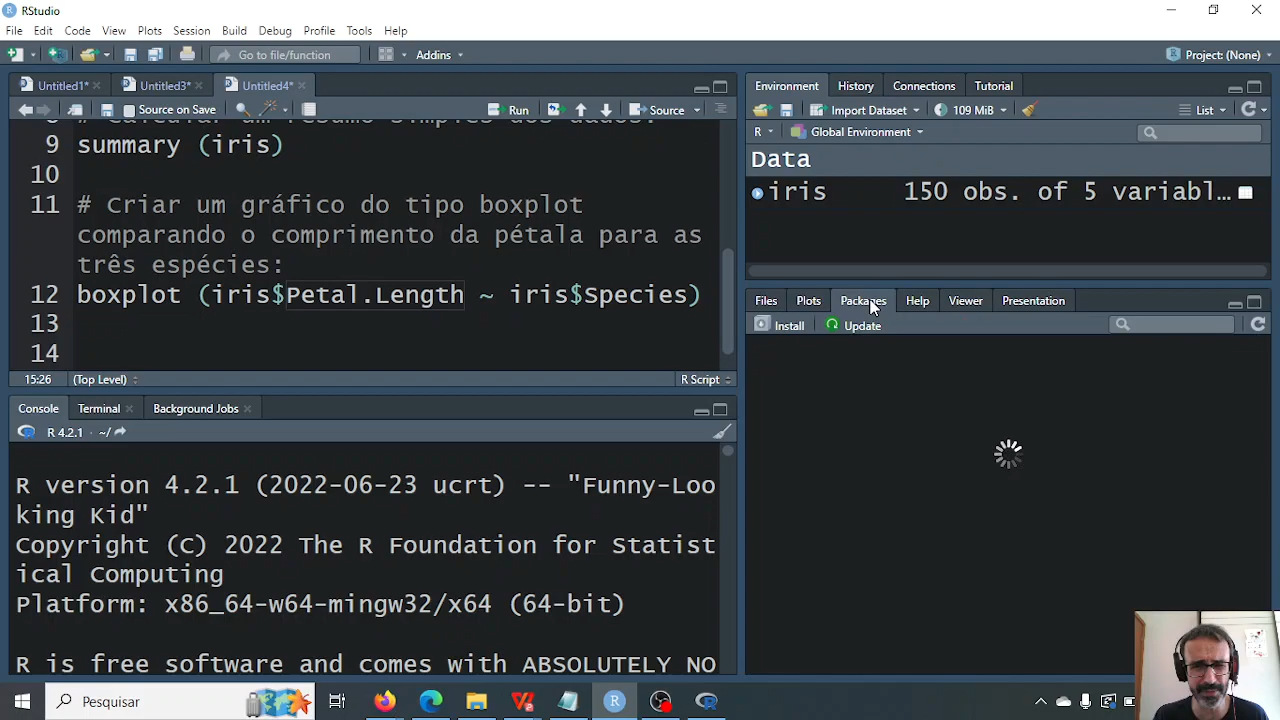 RStudio
File Edit Code View Plots Session Build Debug Profile Tools Help
Go to file/function Addins Project: (None)
Untitled1* Untitled3* Untitled4*
Source on Save Run Source
9 summary (iris)
10
11 # Criar um gráfico do tipo boxplot
comparando o comprimento da pétala para as
três espécies:
12 boxplot (iris$Petal.Length ~ iris$Species)
13
14
15:26 (Top Level) R Script
Console Terminal Background Jobs
R 4.2.1 · ~/
R version 4.2.1 (2022-06-23 ucrt) -- "Funny-Loo
king Kid"
Copyright (C) 2022 The R Foundation for Statist
ical Computing
Platform: x86_64-w64-mingw32/x64 (64-bit)
R is free software and comes with ABSOLUTELY NO
Environment History Connections Tutorial
Import Dataset 109 MiB List
R Global Environment
Data
iris 150 obs. of 5 variabl…
Files Plots Packages Help Viewer Presentation
Install Update
Pesquisar